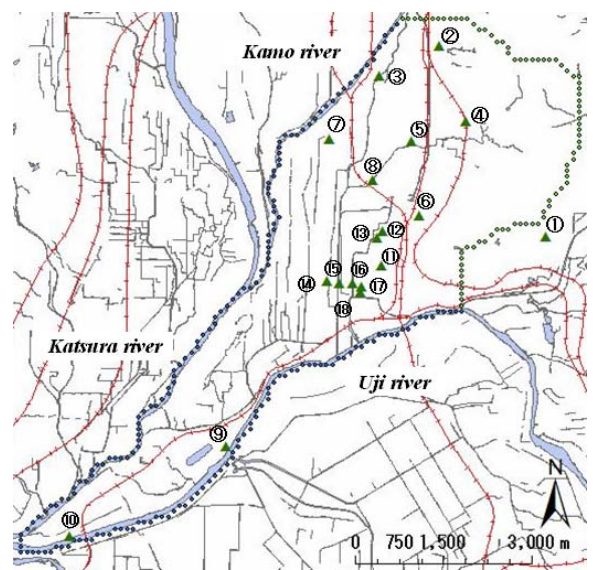 ②
Kamo river
③
④
⑦ ⑤
⑧
⑥
⑬ ⑫ ①
⑪
⑭ ⑮ ⑯ ⑰
⑱
Katsura river
Uji river
⑨
N
⑩
0 750 1,500 3,000 m